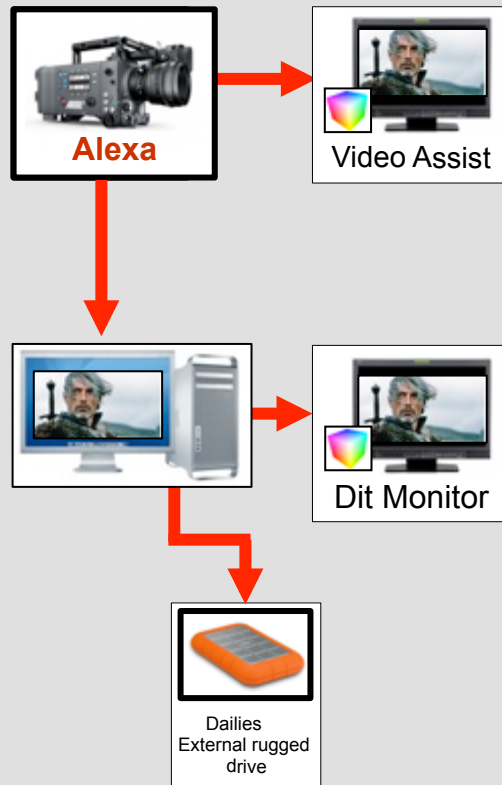 Alexa
Video Assist
Dit Monitor
Dailies
External rugged
drive